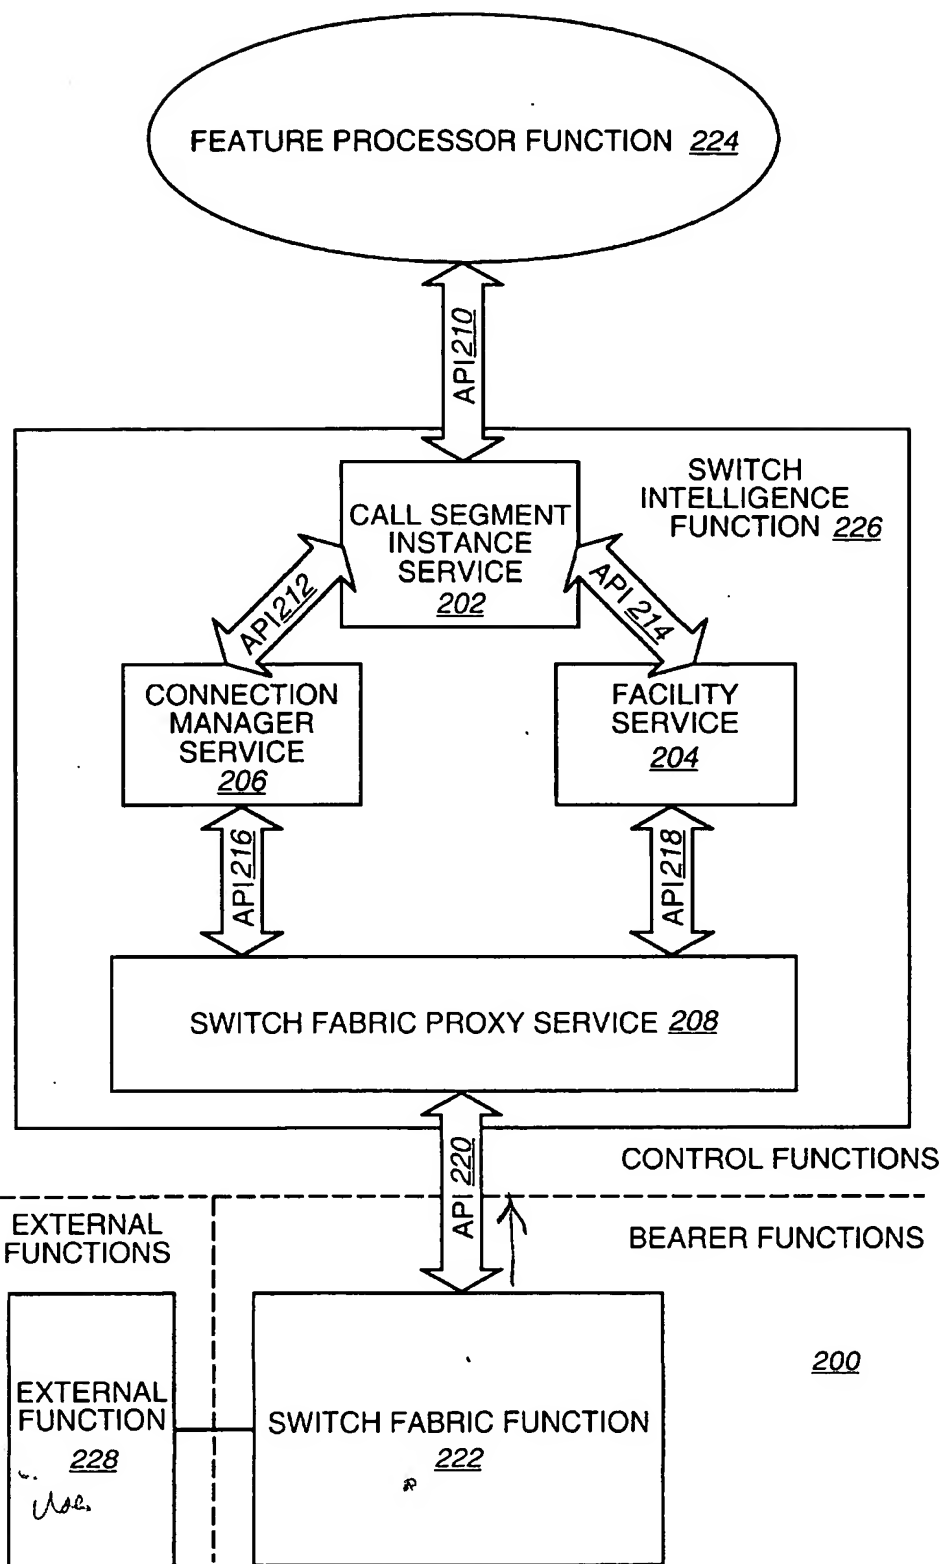 FEATURE PROCESSOR FUNCTION 224
API 210
SWITCH
INTELLIGENCE
FUNCTION 226
CALL SEGMENT
INSTANCE
SERVICE
202
API 212
API 214
CONNECTION
MANAGER
SERVICE
206
FACILITY
SERVICE
204
API 216
API 218
SWITCH FABRIC PROXY SERVICE 208
API 220
CONTROL FUNCTIONS
EXTERNAL
FUNCTIONS
BEARER FUNCTIONS
200
EXTERNAL
FUNCTION
228
SWITCH FABRIC FUNCTION
222